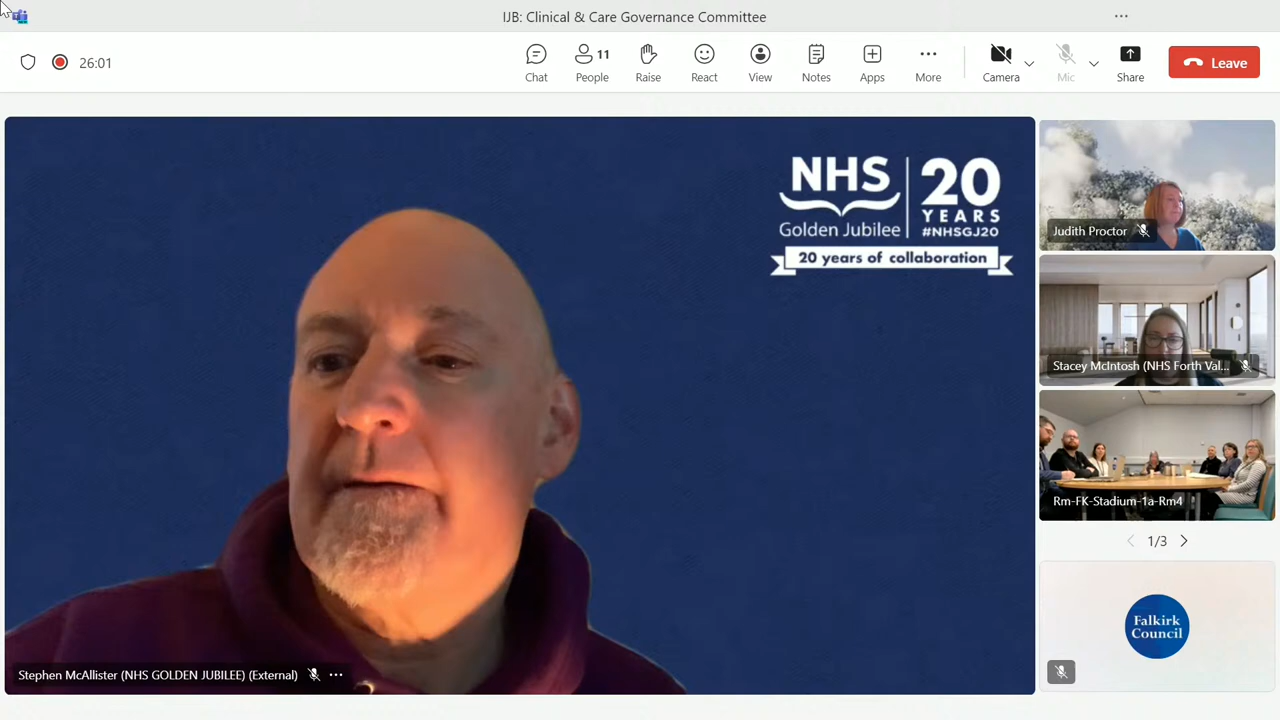 IJB: Clinical & Care Governance Committee
26:01
Chat
People
11
Raise
React
View
Notes
Apps
More
Camera
Mic
Share
Leave
NHS
Golden Jubilee
20
YEARS
#NHSGJ20
20 years of collaboration
Stephen McAllister (NHS GOLDEN JUBILEE) (External)
Judith Proctor
Stacey McIntosh (NHS Forth Val...
Rm-FK-Stadium-1a-Rm4
1/3
Falkirk
Council